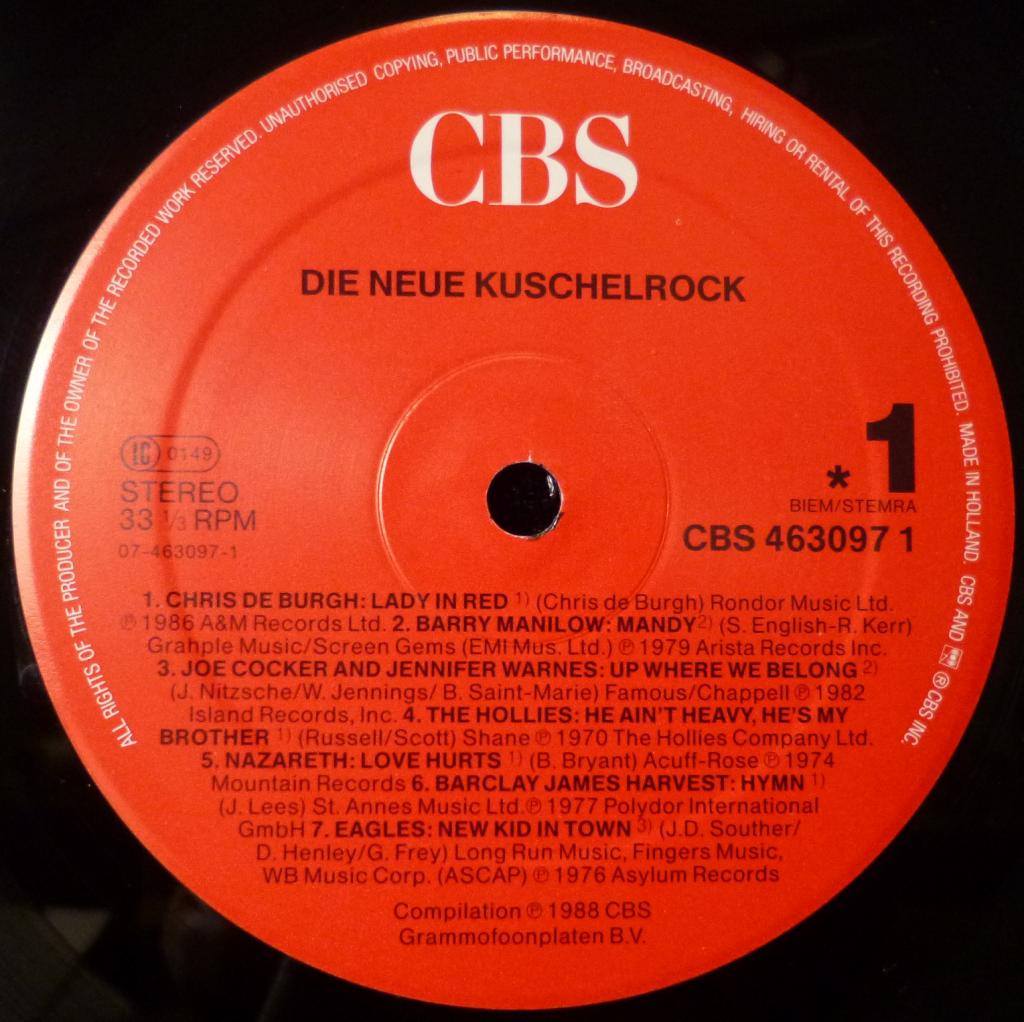 ALL RIGHTS OF THE PRODUCER AND OF THE OWNER OF THE RECORDED WORK RESERVED. UNAUTHORISED COPYING, PUBLIC PERFORMANCE, BROADCASTING, HIRING OR RENTAL OF THIS RECORDING PROHIBITED. MADE IN HOLLAND. CBS AND ® CBS INC.
CBS
DIE NEUE KUSCHELROCK
1
IC 0149
STEREO
33 1/3 RPM
07-463097-1
*
BIEM/STEMRA
CBS 463097 1
1. CHRIS DE BURGH: LADY IN RED 1) (Chris de Burgh) Rondor Music Ltd.
℗ 1986 A&M Records Ltd. 2. BARRY MANILOW: MANDY 2) (S. English-R. Kerr)
Grahple Music/Screen Gems (EMI Mus. Ltd.) ℗ 1979 Arista Records Inc.
3. JOE COCKER AND JENNIFER WARNES: UP WHERE WE BELONG 2)
(J. Nitzsche/W. Jennings/ B. Saint-Marie) Famous/Chappell ℗ 1982
Island Records, Inc. 4. THE HOLLIES: HE AIN'T HEAVY, HE'S MY
BROTHER 1) (Russell/Scott) Shane ℗ 1970 The Hollies Company Ltd.
5. NAZARETH: LOVE HURTS 1) (B. Bryant) Acuff-Rose ℗ 1974
Mountain Records 6. BARCLAY JAMES HARVEST: HYMN 1)
(J. Lees) St. Annes Music Ltd. ℗ 1977 Polydor International
GmbH 7. EAGLES: NEW KID IN TOWN 3) (J.D. Souther/
D. Henley/G. Frey) Long Run Music, Fingers Music,
WB Music Corp. (ASCAP) ℗ 1976 Asylum Records
Compilation ℗ 1988 CBS
Grammofoonplaten B.V.